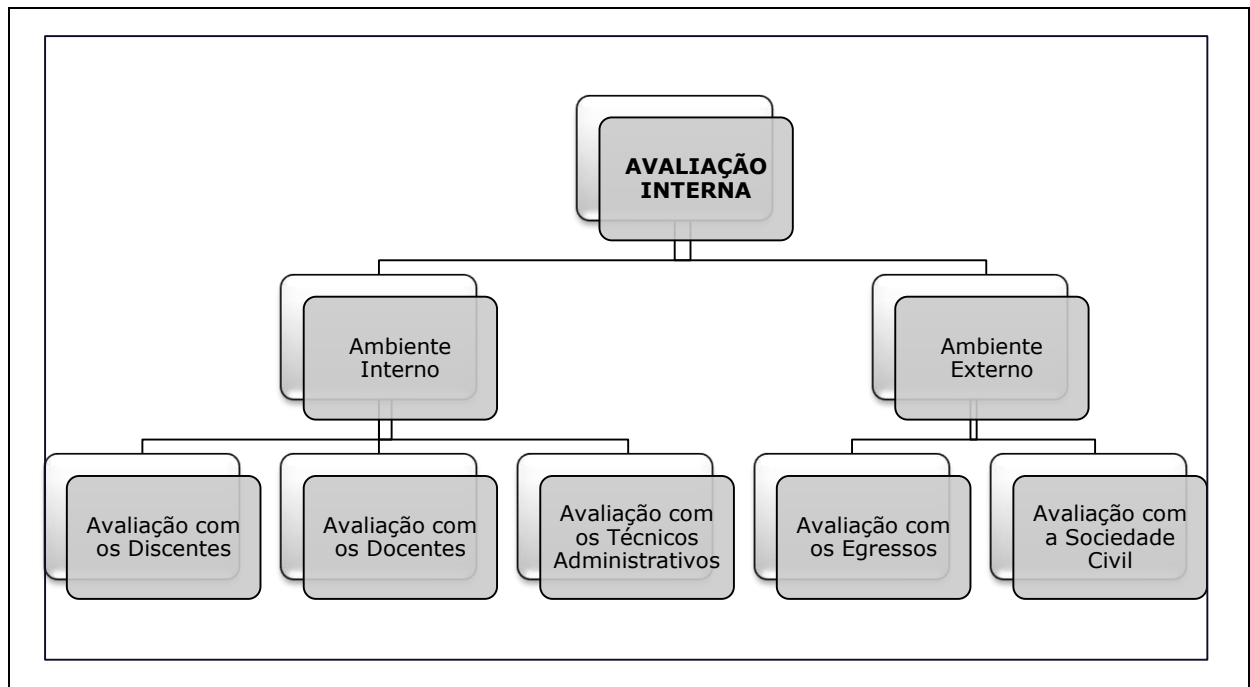 AVALIAÇÃO
INTERNA
Ambiente
Interno
Ambiente
Externo
Avaliação com
os Discentes
Avaliação com
os Docentes
Avaliação com
os Técnicos
Administrativos
Avaliação com
os Egressos
Avaliação com
a Sociedade
Civil